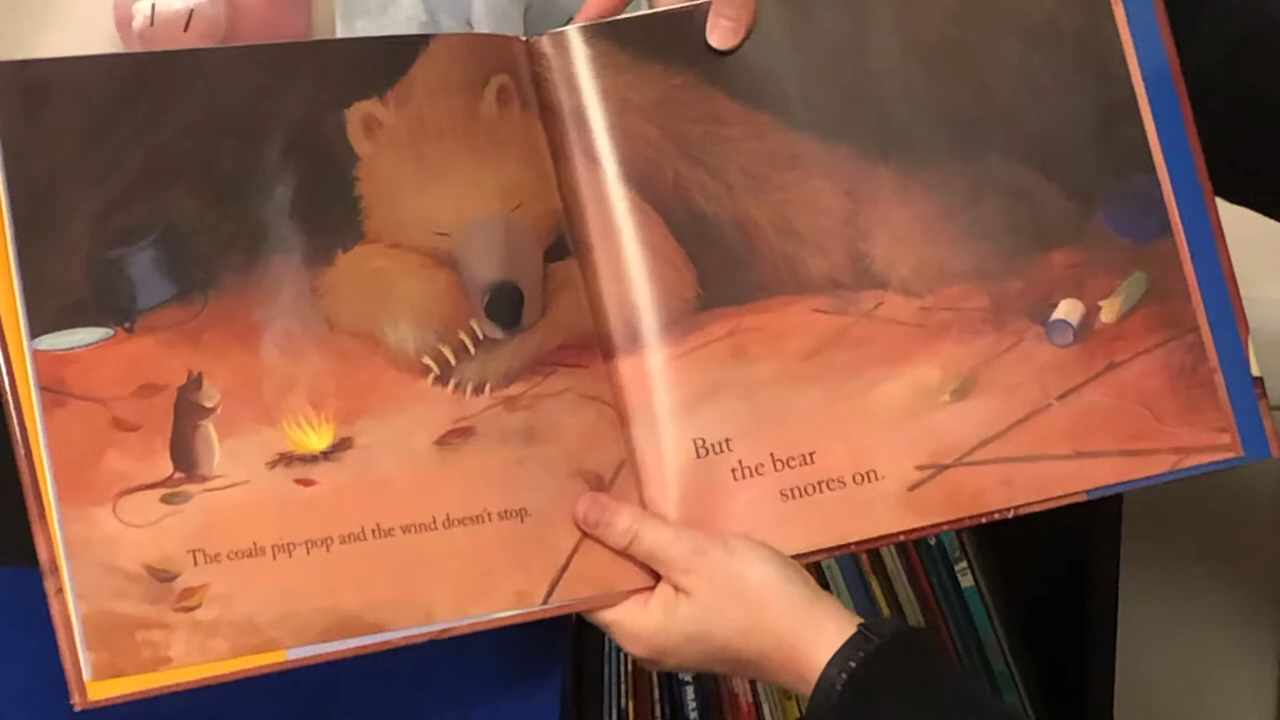 The coals pip-pop and the wind doesn't stop.
But
the bear
snores on.